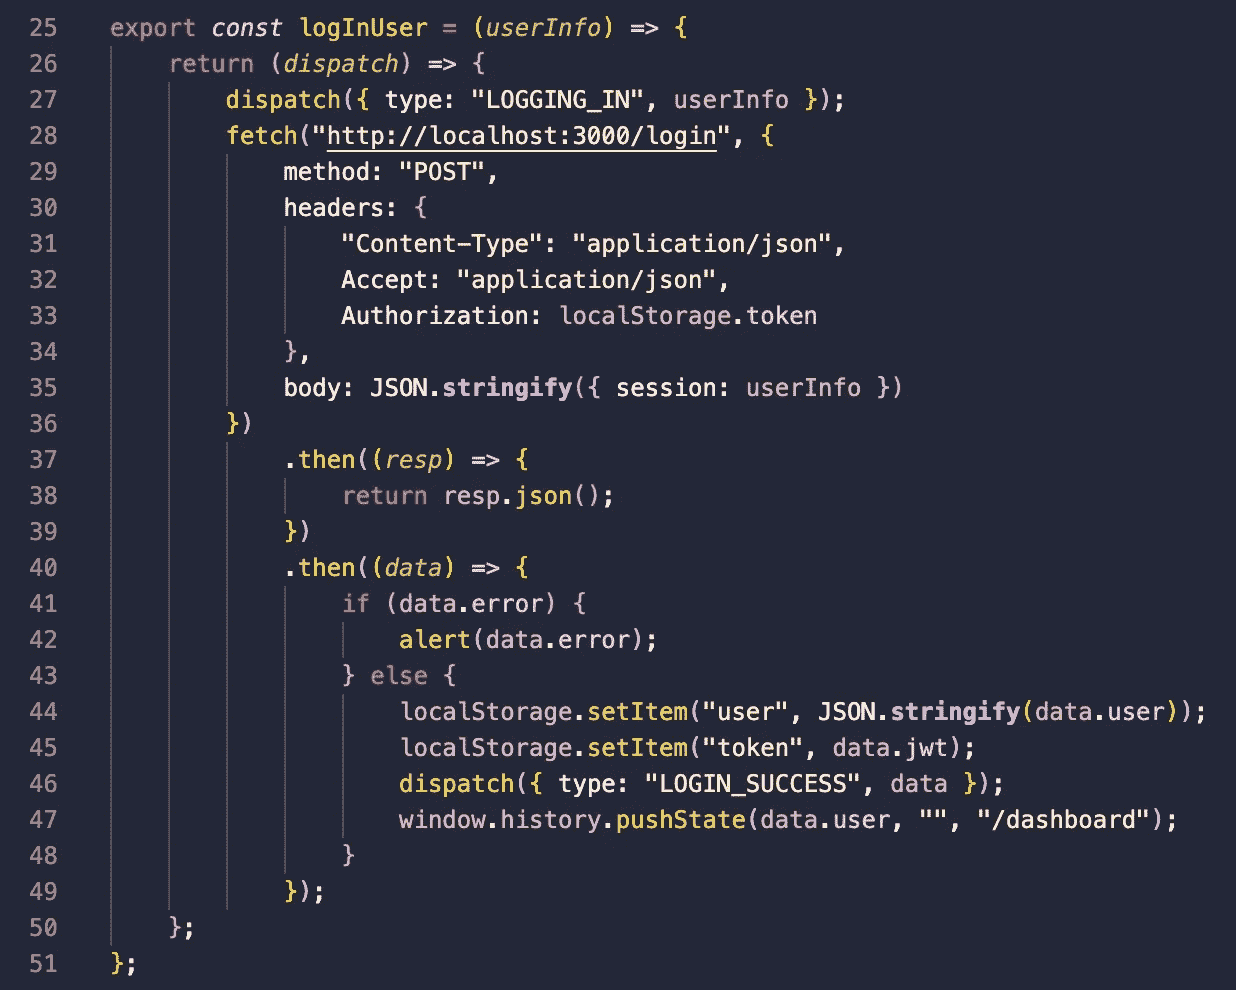 25 export const logInUser = (userInfo) => {
26 return (dispatch) => {
27 dispatch({ type: "LOGGING_IN", userInfo });
28 fetch("http://localhost:3000/login", {
29 method: "POST",
30 headers: {
31 "Content-Type": "application/json",
32 Accept: "application/json",
33 Authorization: localStorage.token
34 },
35 body: JSON.stringify({ session: userInfo })
36 })
37 .then((resp) => {
38 return resp.json();
39 })
40 .then((data) => {
41 if (data.error) {
42 alert(data.error);
43 } else {
44 localStorage.setItem("user", JSON.stringify(data.user));
45 localStorage.setItem("token", data.jwt);
46 dispatch({ type: "LOGIN_SUCCESS", data });
47 window.history.pushState(data.user, "", "/dashboard");
48 }
49 });
50 };
51 };